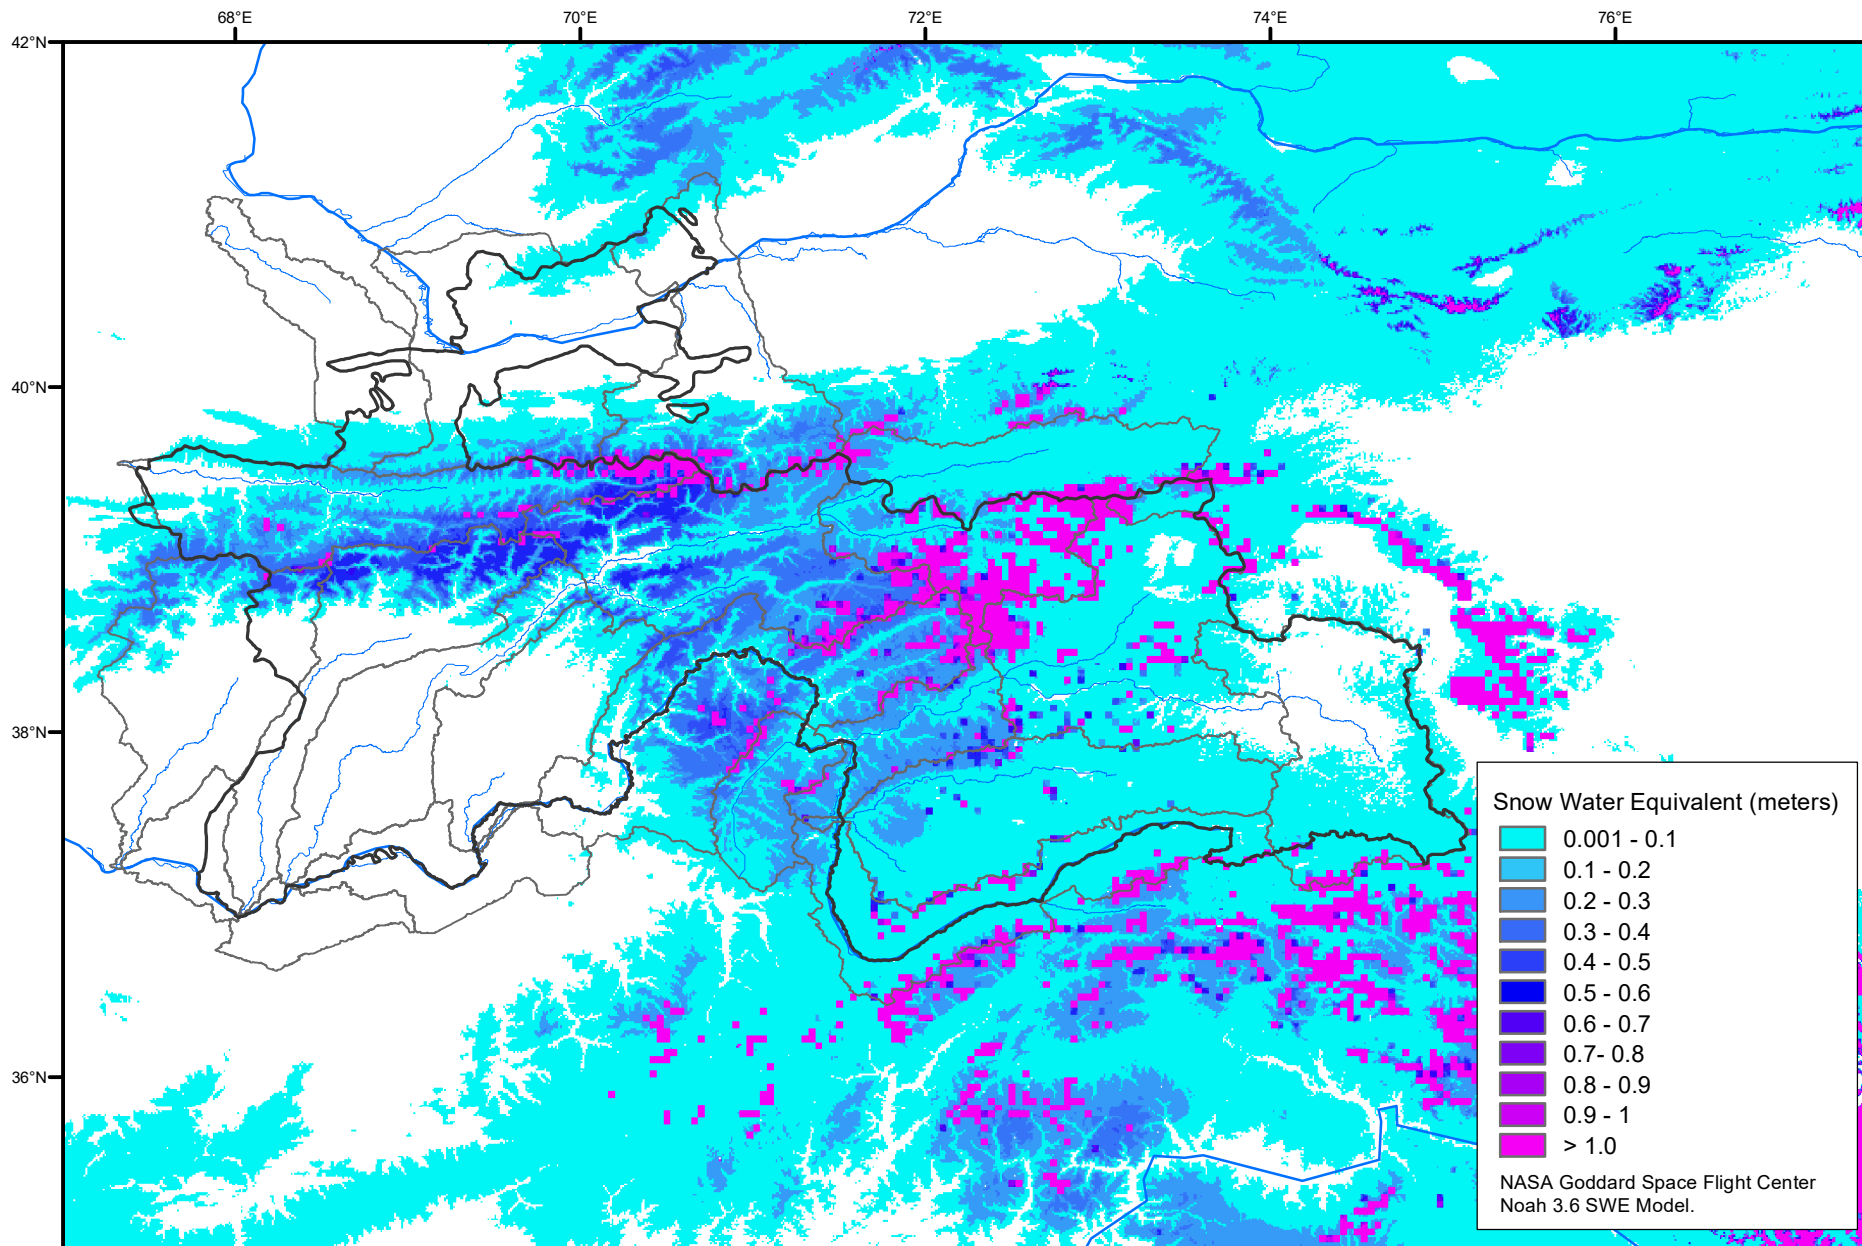 68°E 70°E 72°E 74°E 76°E
42°N
40°N
38°N
36°N
Snow Water Equivalent (meters)
0.001 - 0.1
0.1 - 0.2
0.2 - 0.3
0.3 - 0.4
0.4 - 0.5
0.5 - 0.6
0.6 - 0.7
0.7- 0.8
0.8 - 0.9
0.9 - 1
> 1.0
NASA Goddard Space Flight Center
Noah 3.6 SWE Model.